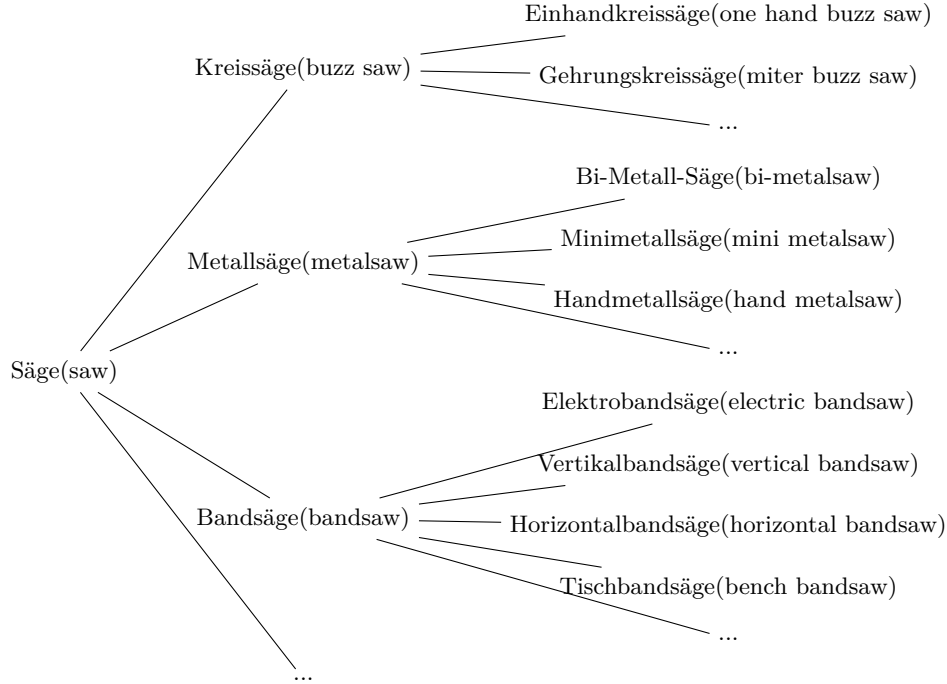 Einhandkreissäge(one hand buzz saw)
Kreissäge(buzz saw)
Gehrungskreissäge(miter buzz saw)
...
Bi-Metall-Säge(bi-metalsaw)
Minimetallsäge(mini metalsaw)
Metallsäge(metalsaw)
Handmetallsäge(hand metalsaw)
...
Säge(saw)
Elektrobandsäge(electric bandsaw)
Vertikalbandsäge(vertical bandsaw)
Bandsäge(bandsaw)
Horizontalbandsäge(horizontal bandsaw)
Tischbandsäge(bench bandsaw)
...
...